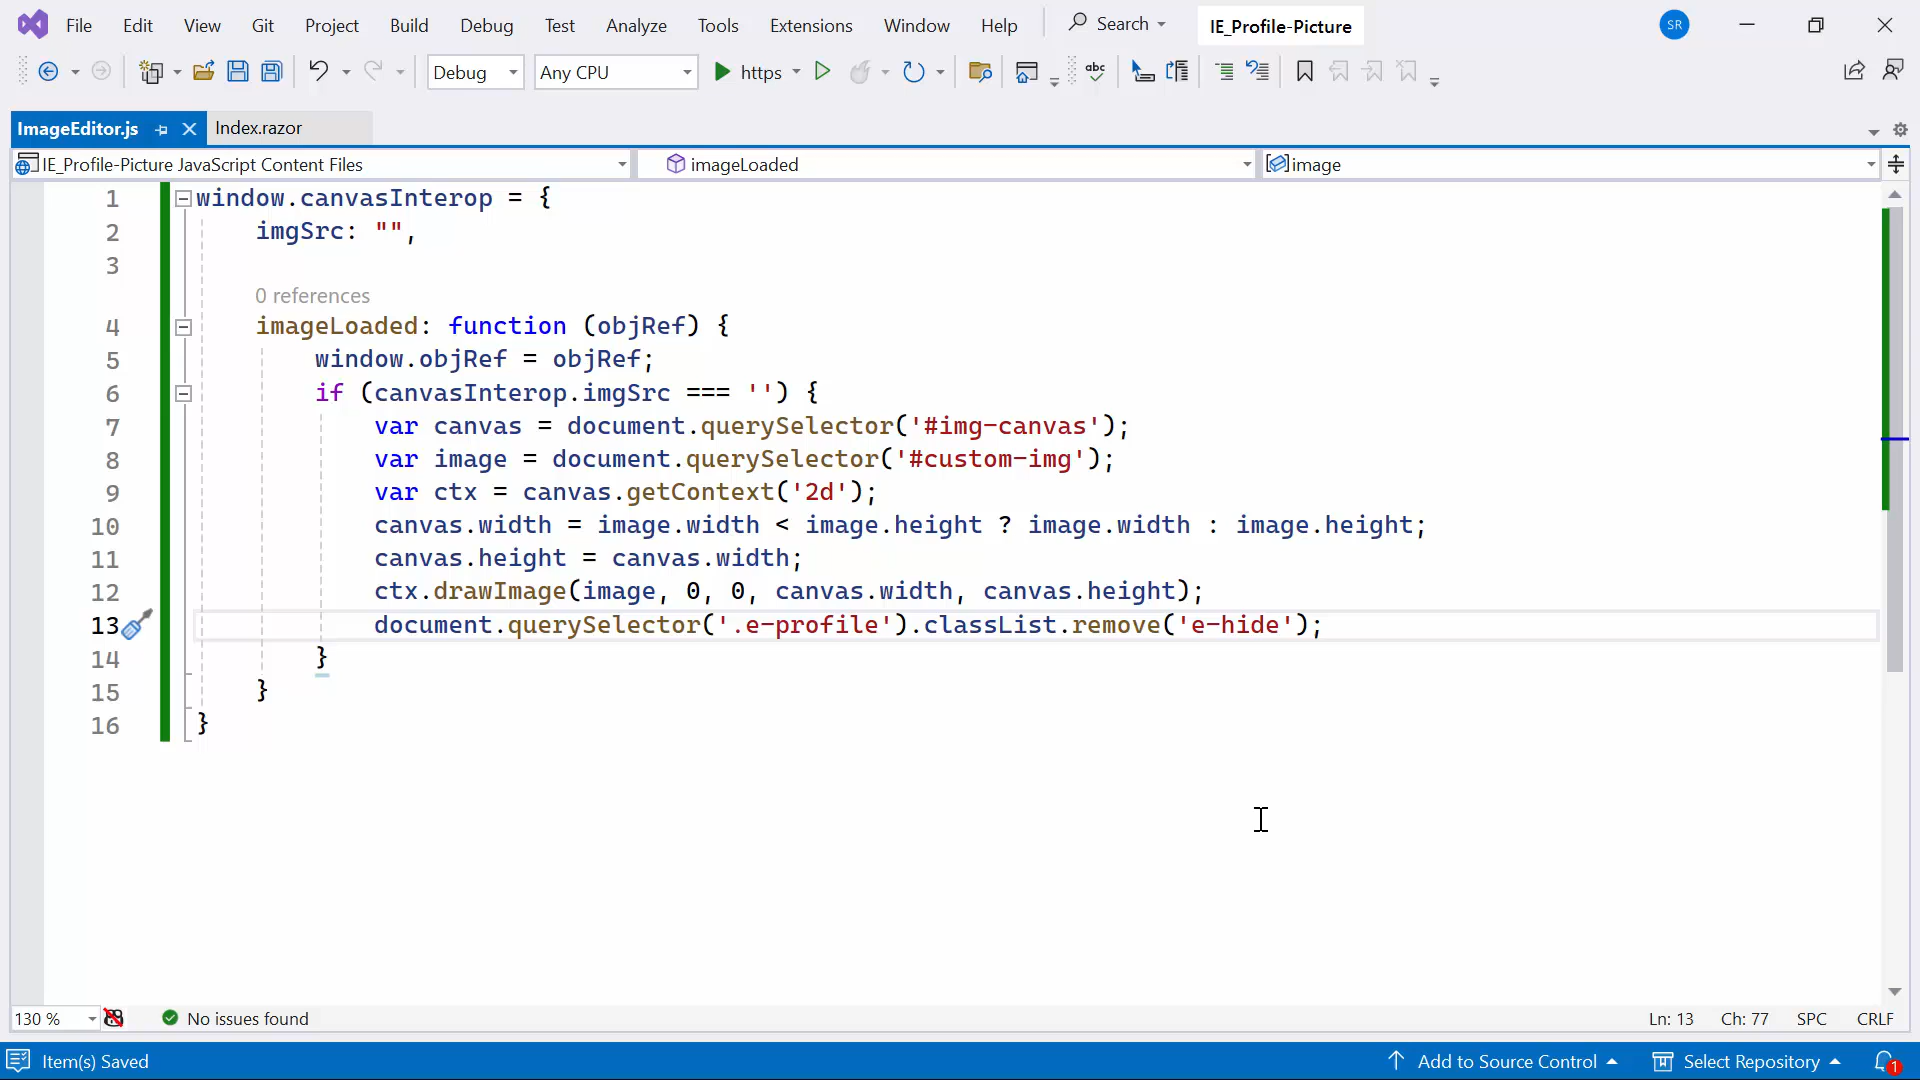 File Edit View Git Project Build Debug Test Analyze Tools Extensions Window Help Search IE_Profile-Picture SR
Debug Any CPU https abc
ImageEditor.js Index.razor
IE_Profile-Picture JavaScript Content Files imageLoaded image
1 window.canvasInterop = {
2 imgSrc: "",
3
0 references
4 imageLoaded: function (objRef) {
5 window.objRef = objRef;
6 if (canvasInterop.imgSrc === '') {
7 var canvas = document.querySelector('#img-canvas');
8 var image = document.querySelector('#custom-img');
9 var ctx = canvas.getContext('2d');
10 canvas.width = image.width < image.height ? image.width : image.height;
11 canvas.height = canvas.width;
12 ctx.drawImage(image, 0, 0, canvas.width, canvas.height);
13 document.querySelector('.e-profile').classList.remove('e-hide');
14 }
15 }
16 }
130 % No issues found Ln: 13 Ch: 77 SPC CRLF
Item(s) Saved Add to Source Control Select Repository 1